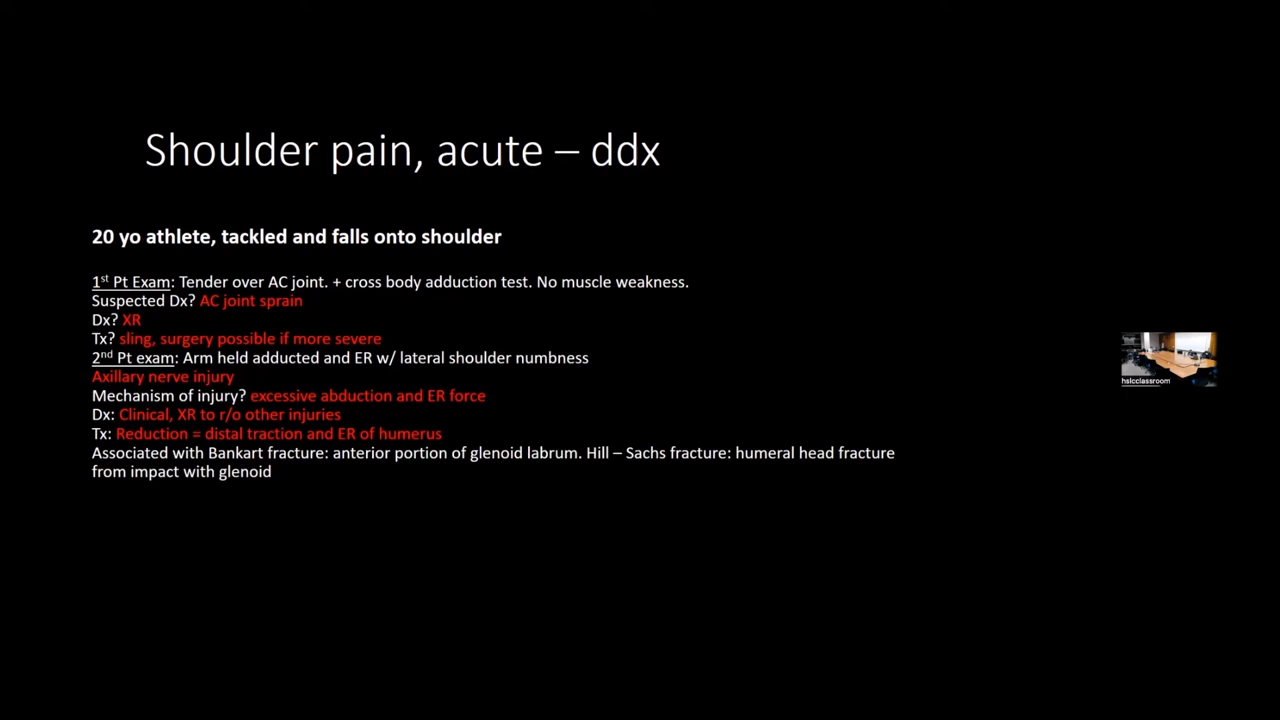 Shoulder pain, acute – ddx
20 yo athlete, tackled and falls onto shoulder
1st Pt Exam: Tender over AC joint. + cross body adduction test. No muscle weakness.
Suspected Dx? AC joint sprain
Dx? XR
Tx? sling, surgery possible if more severe
2nd Pt exam: Arm held adducted and ER w/ lateral shoulder numbness
Axillary nerve injury
Mechanism of injury? excessive abduction and ER force
Dx: Clinical, XR to r/o other injuries
Tx: Reduction = distal traction and ER of humerus
Associated with Bankart fracture: anterior portion of glenoid labrum. Hill – Sachs fracture: humeral head fracture
from impact with glenoid
hslcclassroom